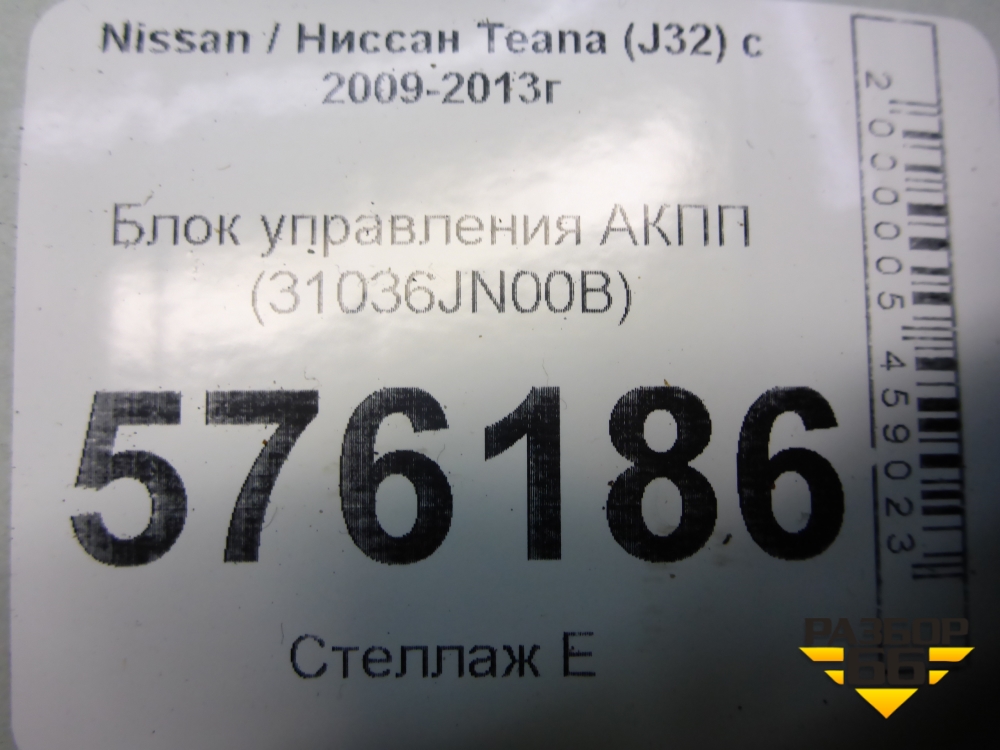 Nissan / Ниссан Teana (J32) с
2009-2013г
Блок управления АКПП
(31036JN00B)
576186
Стеллаж Е
2000005459023
РАЗБОР
66